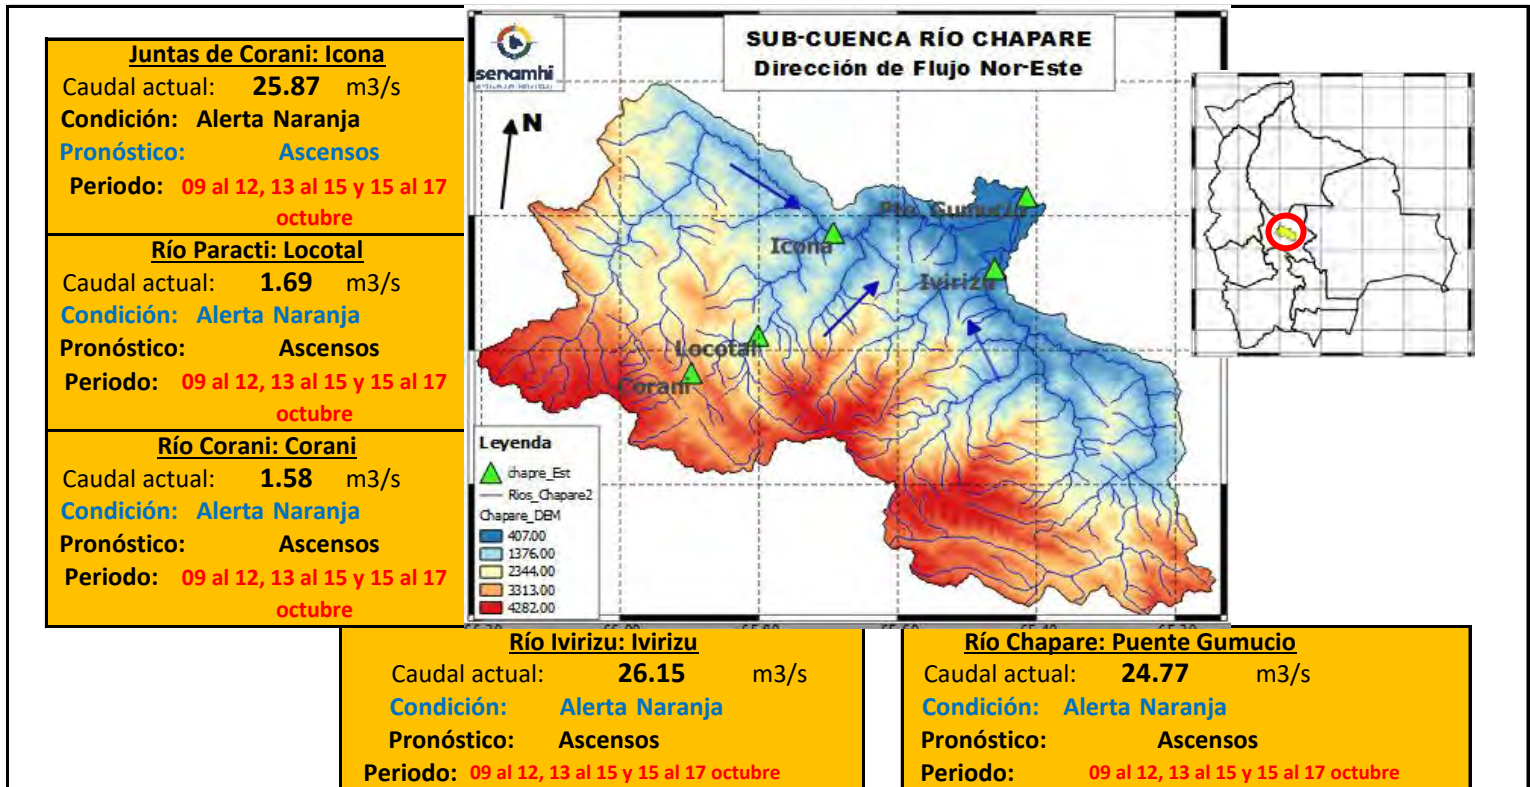 Juntas de Corani: Icona
Caudal actual: 25.87 m3/s
Condición: Alerta Naranja
Pronóstico: Ascensos
Periodo: 09 al 12, 13 al 15 y 15 al 17
octubre
Río Paracti: Locotal
Caudal actual: 1.69 m3/s
Condición: Alerta Naranja
Pronóstico: Ascensos
Periodo: 09 al 12, 13 al 15 y 15 al 17
octubre
Río Corani: Corani
Caudal actual: 1.58 m3/s
Condición: Alerta Naranja
Pronóstico: Ascensos
Periodo: 09 al 12, 13 al 15 y 15 al 17
octubre
senamhi
SUB-CUENCA RÍO CHAPARE
Dirección de Flujo Nor-Este
N
Pto. Gumucio
Icona
Ivirizu
Locotal
Corani
Leyenda
chapre_Est
Rios_Chapare2
Chapare_DEM
407.00
1376.00
2344.00
3313.00
4282.00
Río Ivirizu: Ivirizu
Caudal actual: 26.15 m3/s
Condición: Alerta Naranja
Pronóstico: Ascensos
Periodo: 09 al 12, 13 al 15 y 15 al 17 octubre
Río Chapare: Puente Gumucio
Caudal actual: 24.77 m3/s
Condición: Alerta Naranja
Pronóstico: Ascensos
Periodo: 09 al 12, 13 al 15 y 15 al 17 octubre